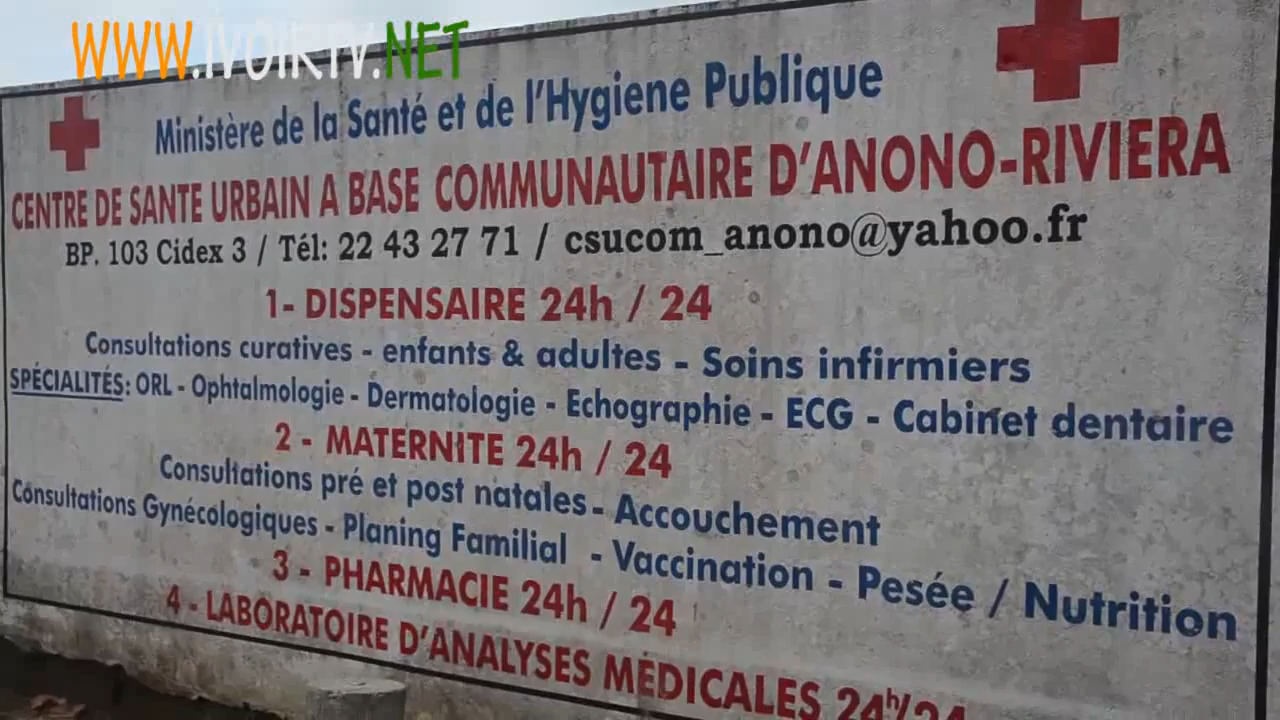 WWW.IVOIRTV.NET
Ministère de la Santé et de l'Hygiene Publique
CENTRE DE SANTE URBAIN A BASE COMMUNAUTAIRE D'ANONO-RIVIERA
BP. 103 Cidex 3 / Tél: 22 43 27 71 / csucom_anono@yahoo.fr
1- DISPENSAIRE 24h / 24
Consultations curatives - enfants & adultes - Soins infirmiers
SPÉCIALITÉS: ORL - Ophtalmologie - Dermatologie - Echographie - ECG - Cabinet dentaire
2 - MATERNITE 24h / 24
Consultations pré et post natales - Accouchement
Consultations Gynécologiques - Planing Familial - Vaccination - Pesée / Nutrition
3 - PHARMACIE 24h / 24
4 - LABORATOIRE D'ANALYSES MÉDICALES 24h/24